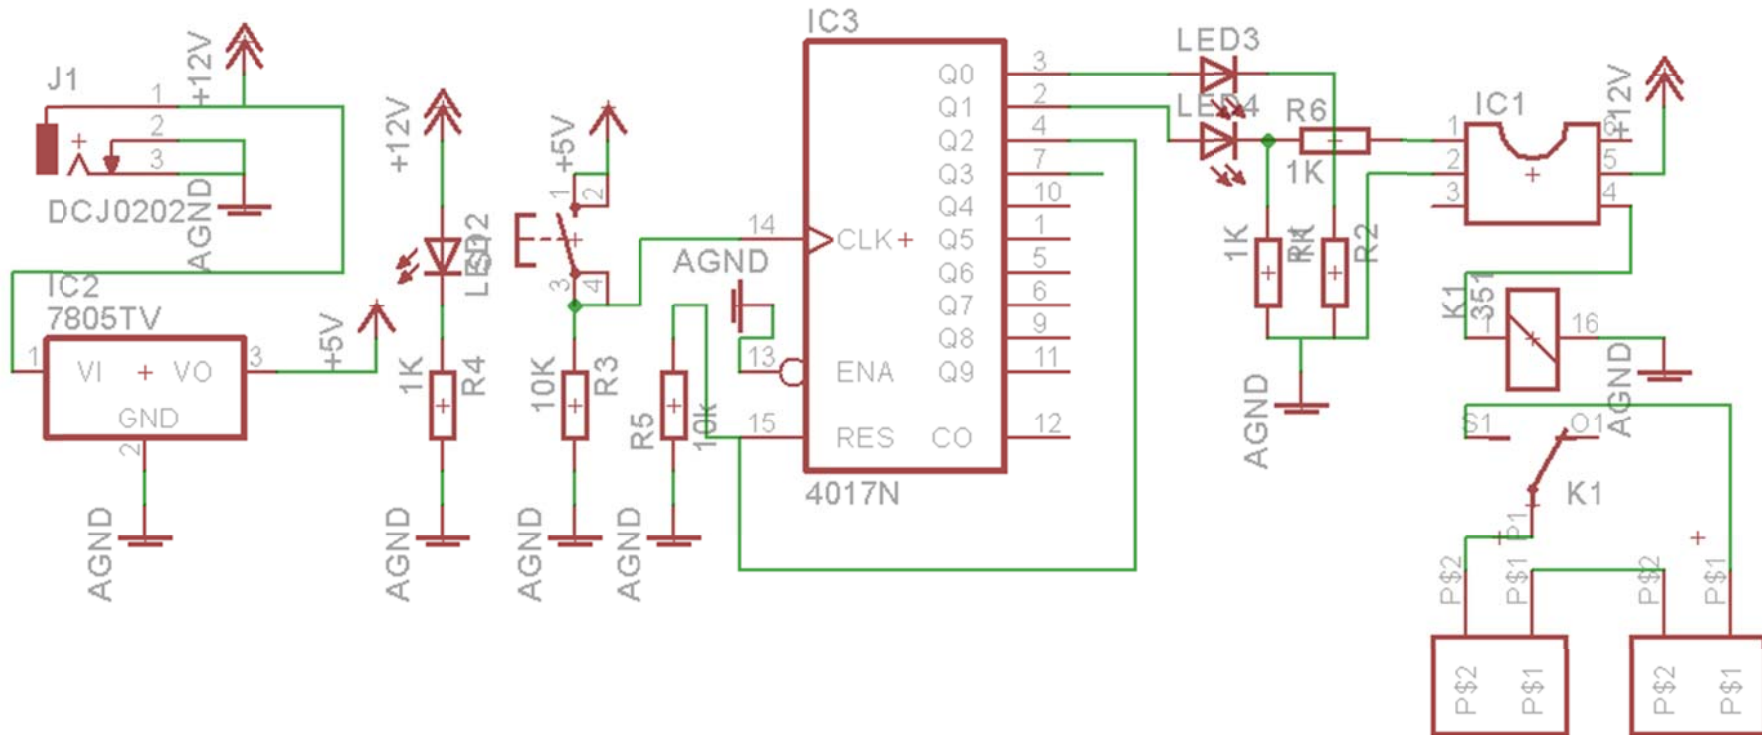 J1
1
2
3
DCJ0202
+12V
AGND
IC2
7805TV
1
VI
VO
3
GND
2
+5V
AGND
+12V
LED2
1K
R4
AGND
+5V
1
2
3
4
10K
R3
AGND
R5
10k
AGND
AGND
IC3
14
CLK
13
ENA
15
RES
Q0
3
Q1
2
Q2
4
Q3
7
Q4
10
Q5
1
Q6
5
Q7
6
Q8
9
Q9
11
CO
12
4017N
LED3
LED4
R6
1K
1K
R2
AGND
IC1
1
2
3
6
5
4
+12V
K1
351
1
16
AGND
S1
O1
K1
P1
P$2
P$1
P$2
P$1
P$2
P$1
P$2
P$1